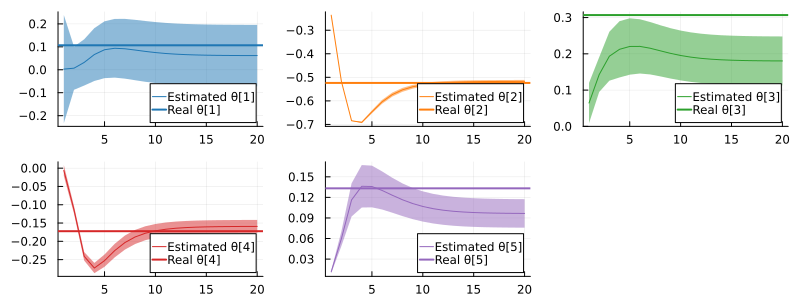 0.2
0.1
0.0
−0.1
−0.2
Estimated θ[1]
Real θ[1]
5 10 15 20
−0.3
−0.4
−0.5
−0.6
−0.7
Estimated θ[2]
Real θ[2]
5 10 15 20
0.3
0.2
0.1
0.0
Estimated θ[3]
Real θ[3]
5 10 15 20
0.00
−0.05
−0.10
−0.15
−0.20
−0.25
Estimated θ[4]
Real θ[4]
5 10 15 20
0.15
0.12
0.09
0.06
0.03
Estimated θ[5]
Real θ[5]
5 10 15 20